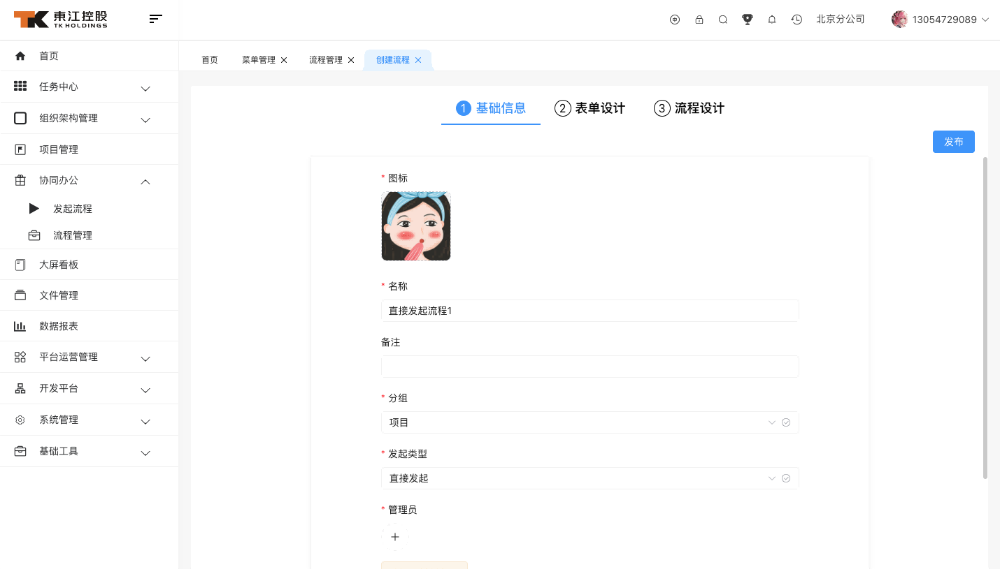 東江控股
TK HOLDINGS
北京分公司
13054729089
首页
任务中心
组织架构管理
项目管理
协同办公
发起流程
流程管理
大屏看板
文件管理
数据报表
平台运营管理
开发平台
系统管理
基础工具
首页 菜单管理 流程管理 创建流程
1 基础信息 2 表单设计 3 流程设计
发布
* 图标
* 名称
直接发起流程1
备注
* 分组
项目
* 发起类型
直接发起
* 管理员